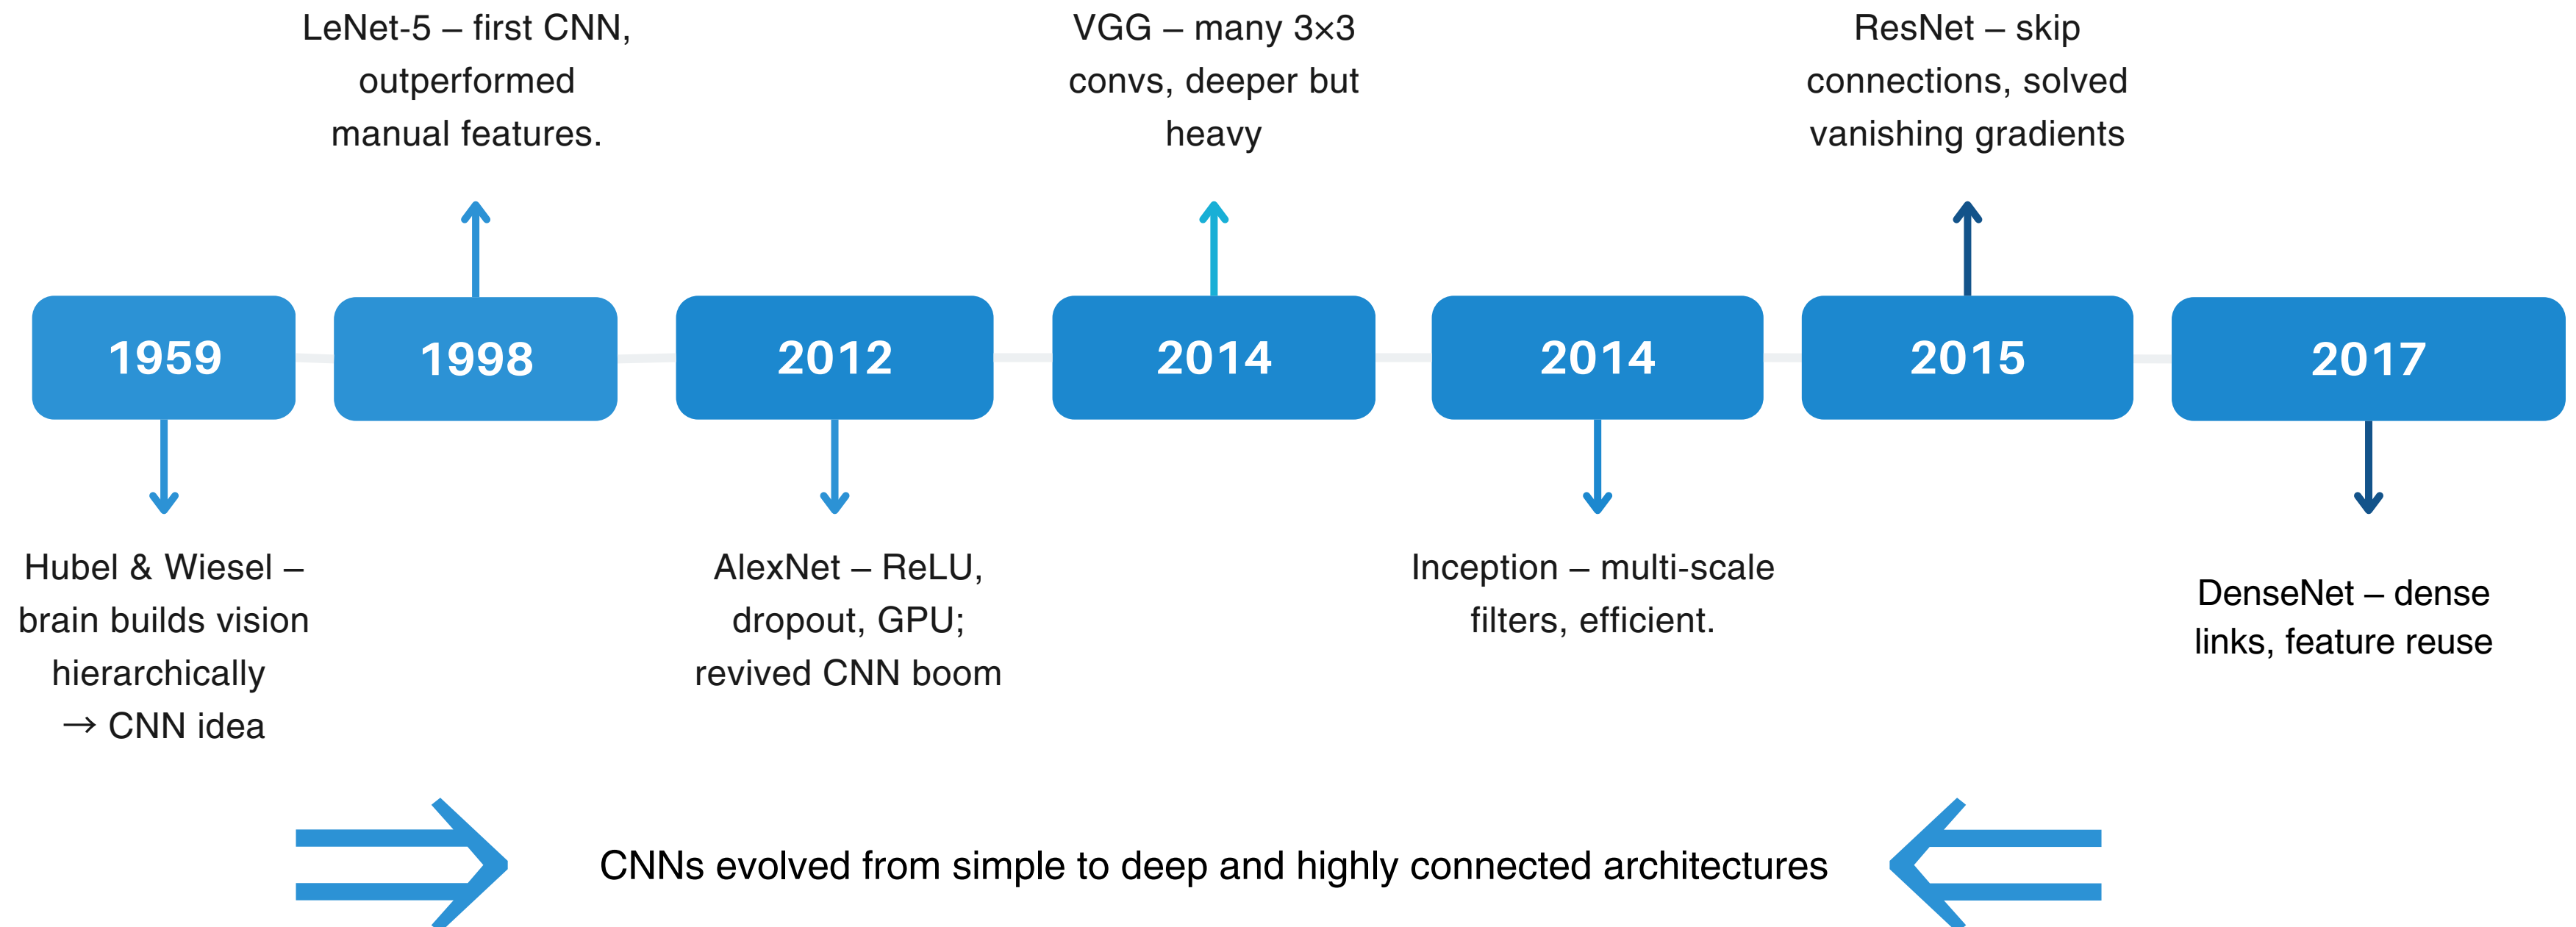 LeNet-5 – first CNN,
outperformed
manual features.
VGG – many 3×3
convs, deeper but
heavy
ResNet – skip
connections, solved
vanishing gradients
1959
1998
2012
2014
2014
2015
2017
Hubel & Wiesel –
brain builds vision
hierarchically
→ CNN idea
AlexNet – ReLU,
dropout, GPU;
revived CNN boom
Inception – multi-scale
filters, efficient.
DenseNet – dense
links, feature reuse
CNNs evolved from simple to deep and highly connected architectures